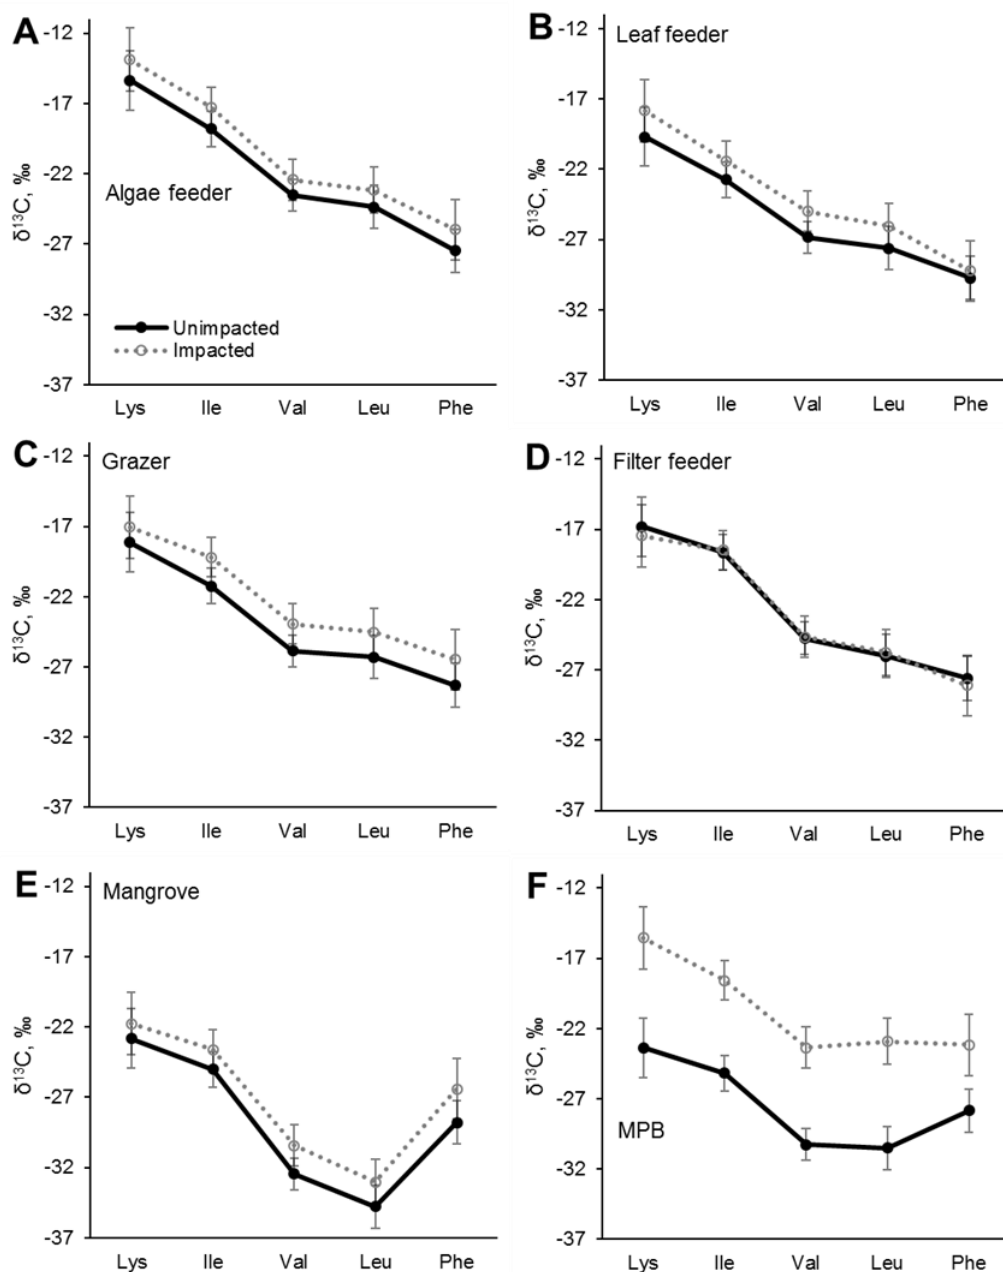 A
Algae feeder
δ13C, ‰
-12
-17
-22
-27
-32
-37
Unimpacted
Impacted
Lys Ile Val Leu Phe
B
Leaf feeder
δ13C, ‰
-12
-17
-22
-27
-32
-37
Lys Ile Val Leu Phe
C
Grazer
δ13C, ‰
-12
-17
-22
-27
-32
-37
Lys Ile Val Leu Phe
D
Filter feeder
δ13C, ‰
-12
-17
-22
-27
-32
-37
Lys Ile Val Leu Phe
E
Mangrove
δ13C, ‰
-12
-17
-22
-27
-32
-37
Lys Ile Val Leu Phe
F
MPB
δ13C, ‰
-12
-17
-22
-27
-32
-37
Lys Ile Val Leu Phe